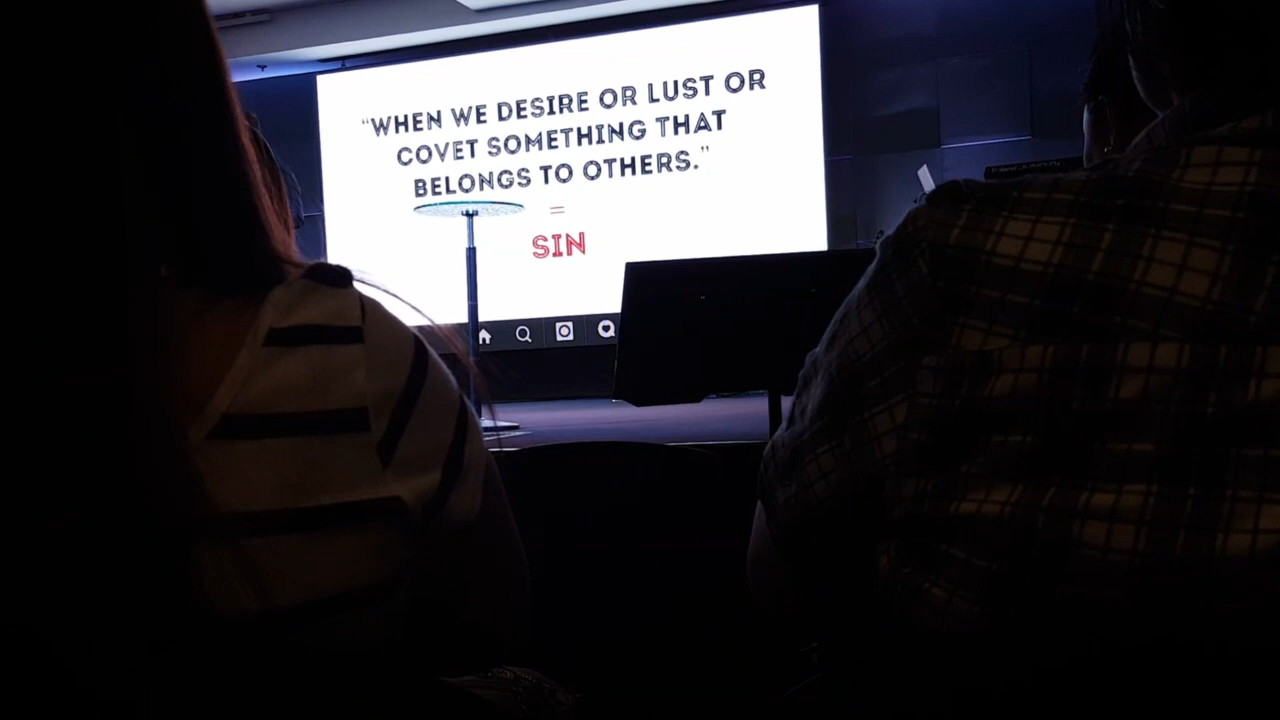 “WHEN WE DESIRE OR LUST OR
COVET SOMETHING THAT
BELONGS TO OTHERS.”
=
SIN